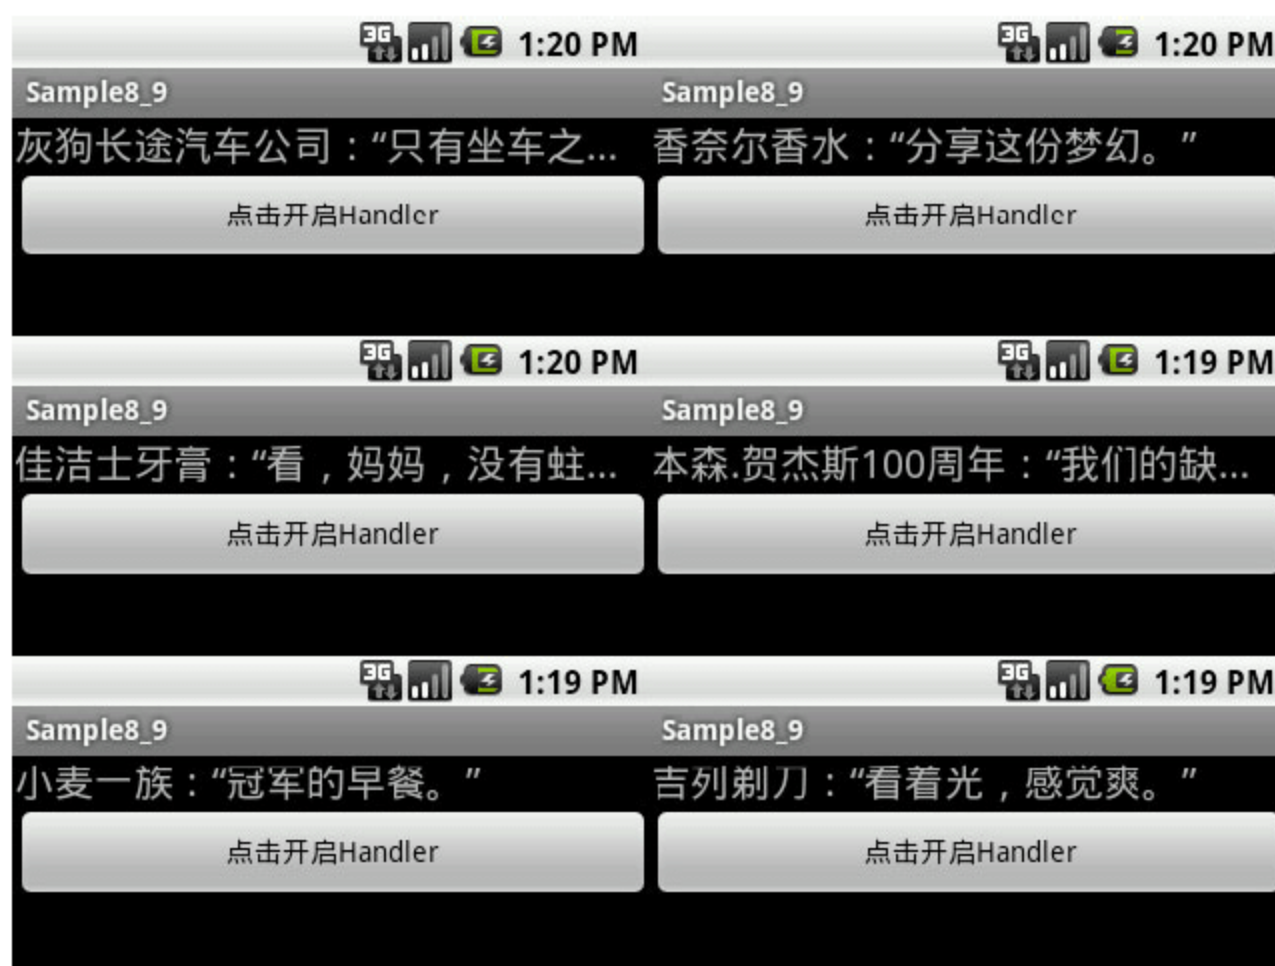 3G 1:20 PM 3G 1:20 PM
Sample8_9 Sample8_9
灰狗长途汽车公司：“只有坐车之... 香奈尔香水：“分享这份梦幻。”
点击开启Handler 点击开启Handler
3G 1:20 PM 3G 1:19 PM
Sample8_9 Sample8_9
佳洁士牙膏：“看，妈妈，没有蛀... 本森.贺杰斯100周年：“我们的缺...
点击开启Handler 点击开启Handler
3G 1:19 PM 3G 1:19 PM
Sample8_9 Sample8_9
小麦一族：“冠军的早餐。” 吉列剃刀：“看着光，感觉爽。”
点击开启Handler 点击开启Handler